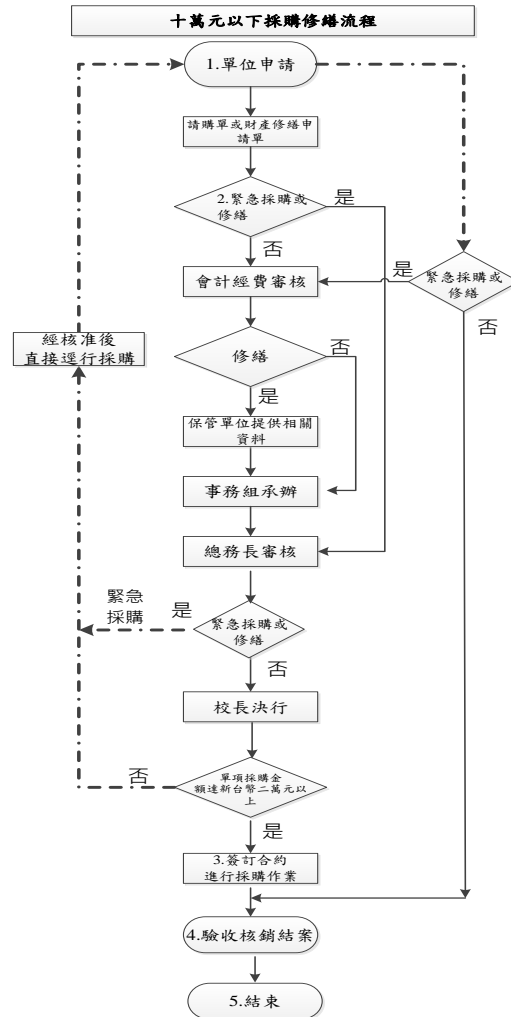 十萬元以下採購修繕流程
1.單位申請
請購單或財產修繕申
請單
2.緊急採購或
修繕
是
否
會計經費審核
是
緊急採購或
修繕
否
修繕
否
是
經核准後
直接逕行採購
保管單位提供相關
資料
事務組承辦
總務長審核
緊急
採購
是
緊急採購或
修繕
否
校長決行
單項採購金
額達新台幣二萬元以
上
否
是
3.簽訂合約
進行採購作業
4.驗收核銷結案
5.結束